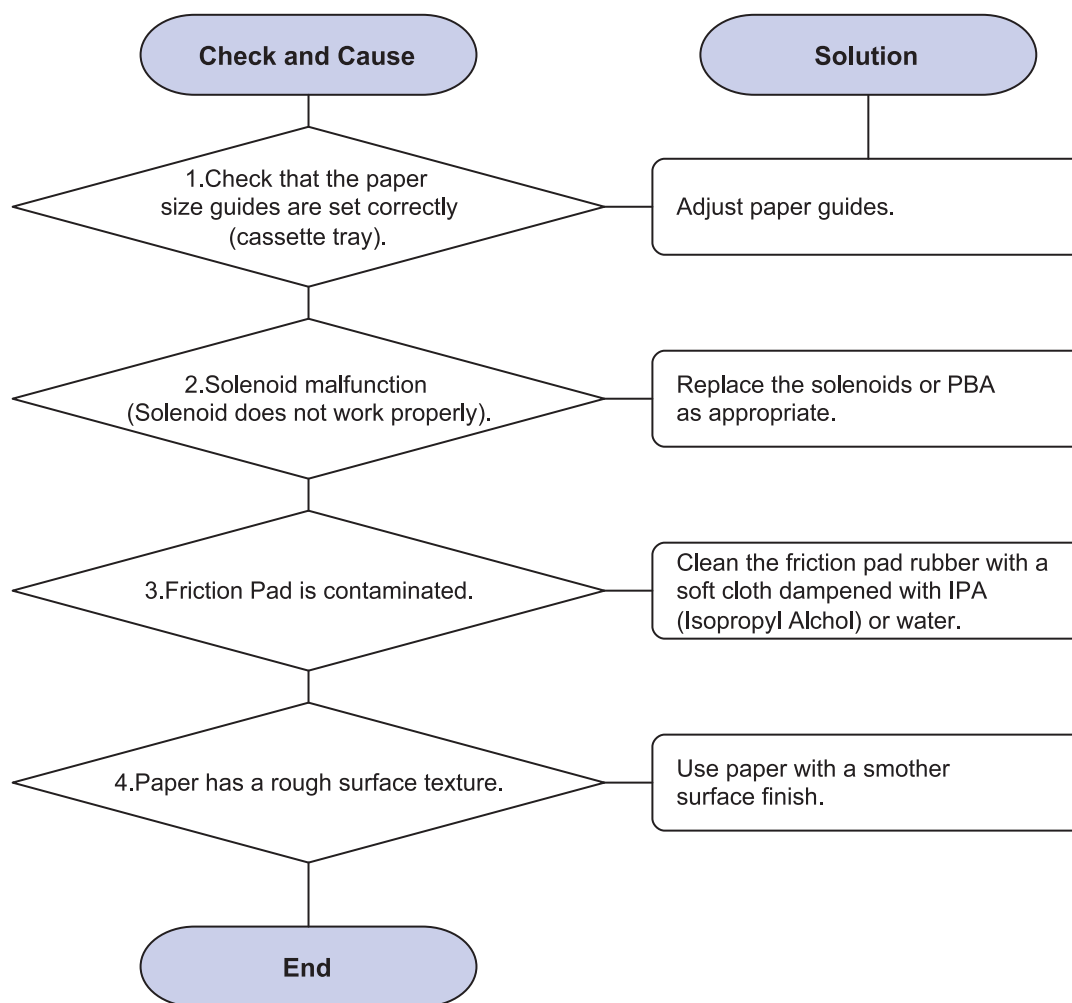 Check and Cause
Solution
1.Check that the paper
size guides are set correctly
(cassette tray).
Adjust paper guides.
2.Solenoid malfunction
(Solenoid does not work properly).
Replace the solenoids or PBA
as appropriate.
3.Friction Pad is contaminated.
Clean the friction pad rubber with a
soft cloth dampened with IPA
(Isopropyl Alchol) or water.
4.Paper has a rough surface texture.
Use paper with a smother
surface finish.
End